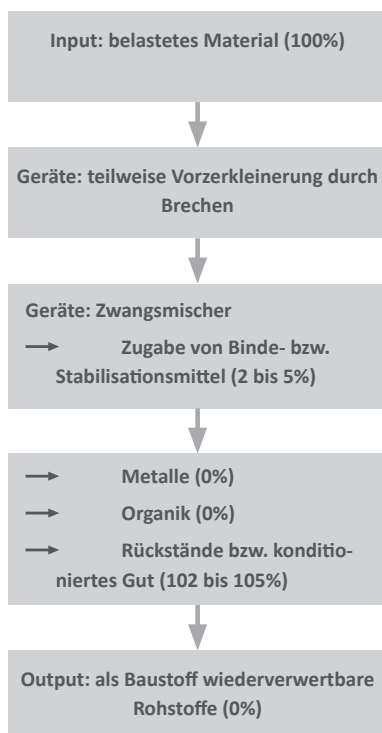 Input: belastetes Material (100%)
Geräte: teilweise Vorzerkleinerung durch
Brechen
Geräte: Zwangsmischer
→ Zugabe von Binde- bzw.
Stabilisationsmittel (2 bis 5%)
→ Metalle (0%)
→ Organik (0%)
→ Rückstände bzw. konditio-
niertes Gut (102 bis 105%)
Output: als Baustoff wiederverwertbare
Rohstoffe (0%)